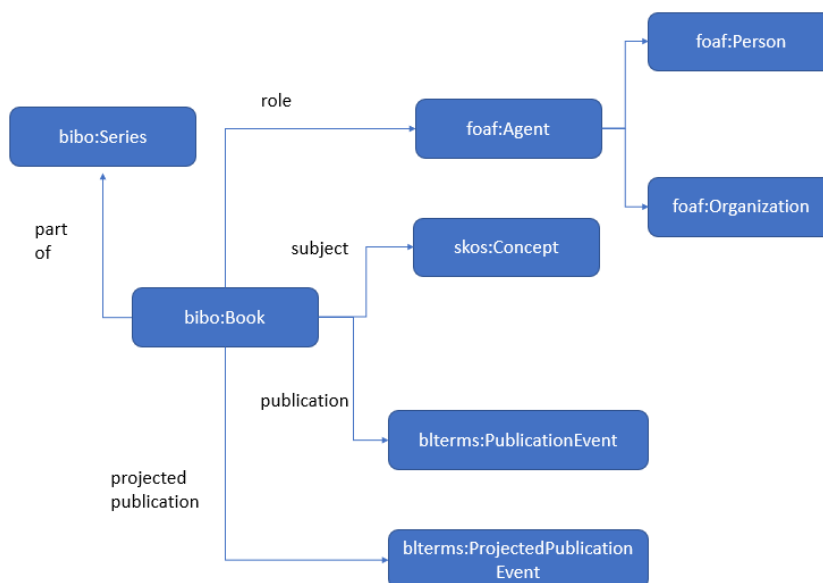 foaf:Person
role
bibo:Series
foaf:Agent
foaf:Organization
part
of
subject
skos:Concept
bibo:Book
publication
blterms:PublicationEvent
projected
publication
blterms:ProjectedPublication
Event